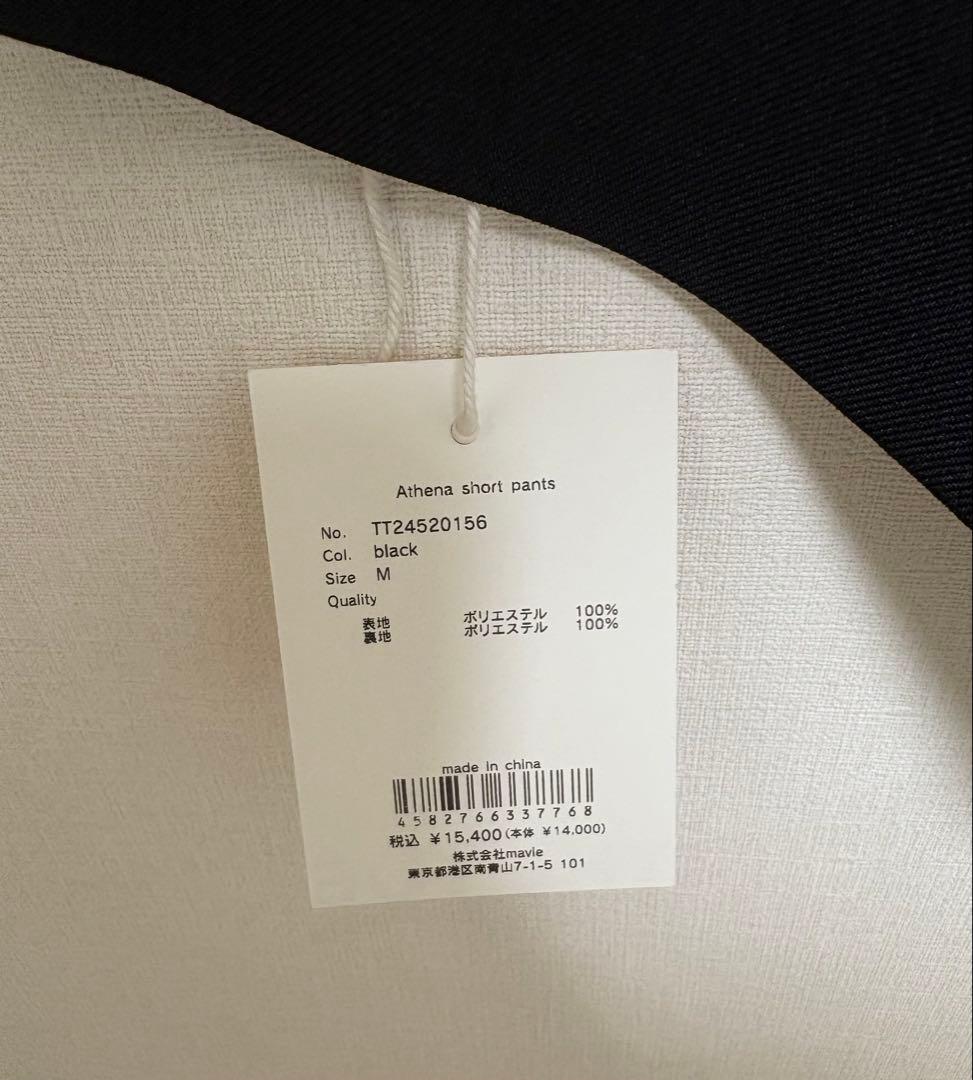 Athena short pants
No. TT24520156
Col. black
Size M
Quality
表地 ポリエステル 100%
裏地 ポリエステル 100%
made in china
4582766337768
税込 ¥15,400(本体 ¥14,000)
株式会社mavie
東京都港区南青山7-1-5 101